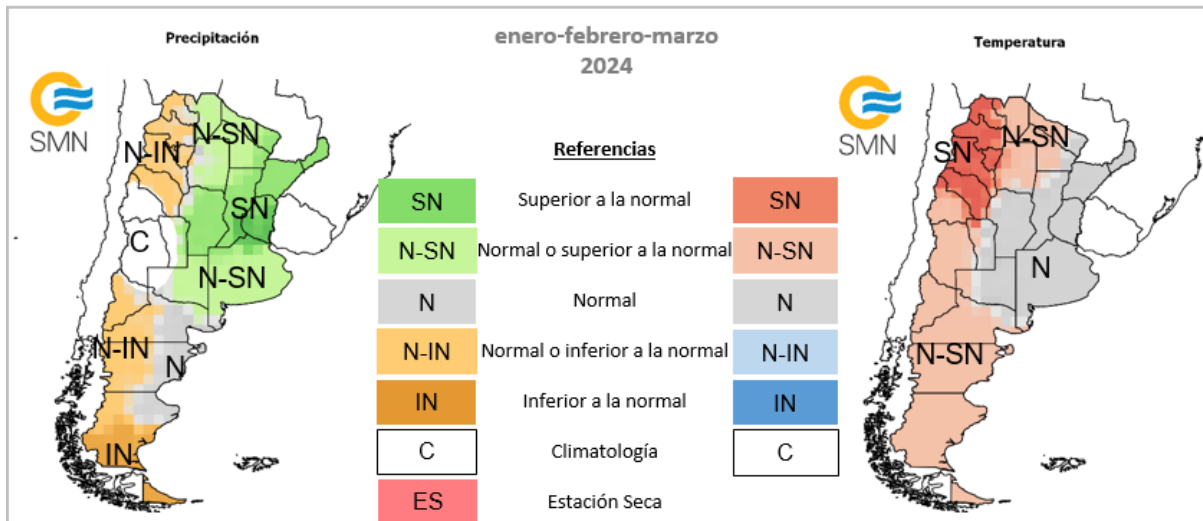 Precipitación
enero-febrero-marzo
2024
Temperatura
SMN
SMN
N-SN
N-IN
SN
C
N-SN
N-IN
N
IN
Referencias
SN Superior a la normal SN
N-SN Normal o superior a la normal N-SN
N Normal N
N-IN Normal o inferior a la normal N-IN
IN Inferior a la normal IN
C Climatología C
ES Estación Seca
N-SN
SN
N
N-SN